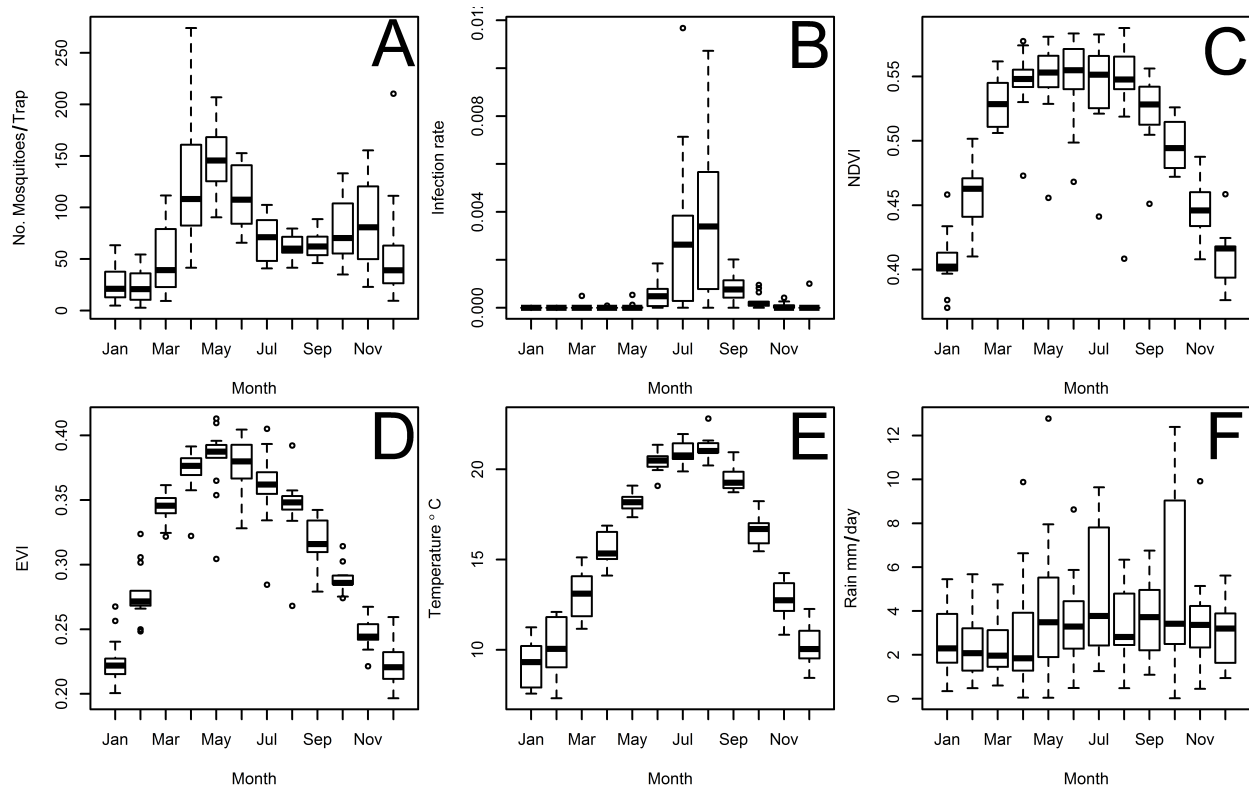 A
No. Mosquitoes/Trap
0 50 100 150 200 250
Jan Mar May Jul Sep Nov
Month
B
Infection rate
0.000 0.004 0.008
Jan Mar May Jul Sep Nov
Month
C
NDVI
0.40 0.45 0.50 0.55
Jan Mar May Jul Sep Nov
Month
D
EVI
0.20 0.25 0.30 0.35 0.40
Jan Mar May Jul Sep Nov
Month
E
Temperature ° C
10 15 20
Jan Mar May Jul Sep Nov
Month
F
Rain mm/day
0 2 4 6 8 10 12
Jan Mar May Jul Sep Nov
Month